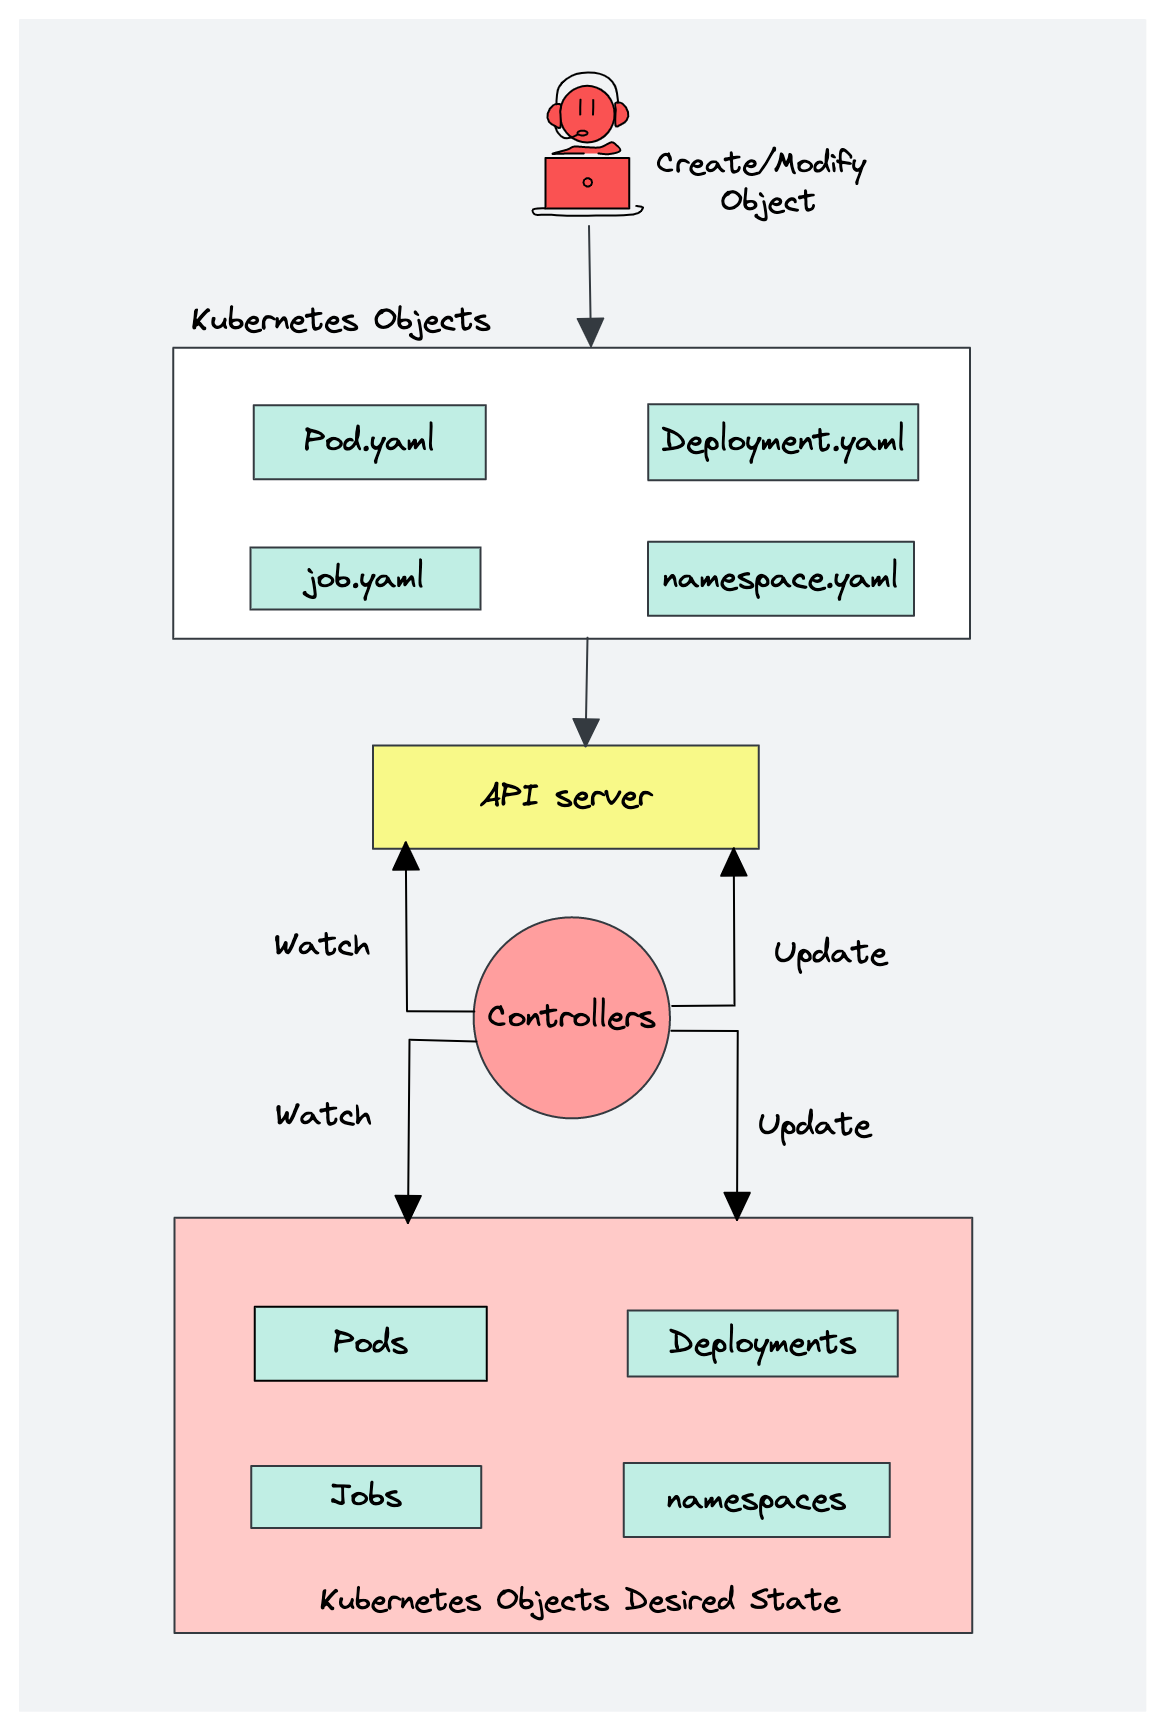 Create/Modify
Object
Kubernetes Objects
Pod.yaml
Deployment.yaml
job.yaml
namespace.yaml
API server
Watch
Update
Controllers
Watch
Update
Pods
Deployments
Jobs
namespaces
Kubernetes Objects Desired State